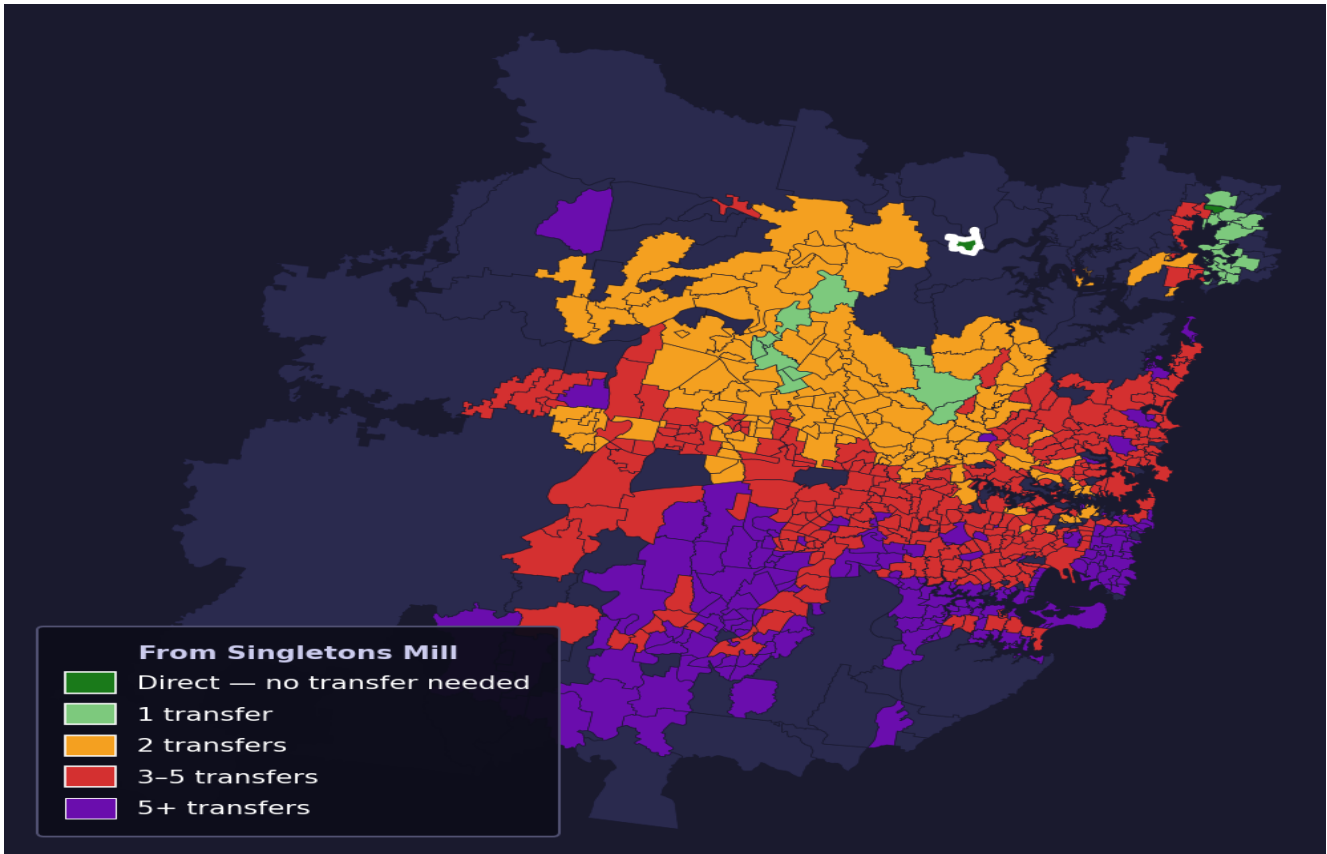 From Singletons Mill
Direct — no transfer needed
1 transfer
2 transfers
3–5 transfers
5+ transfers